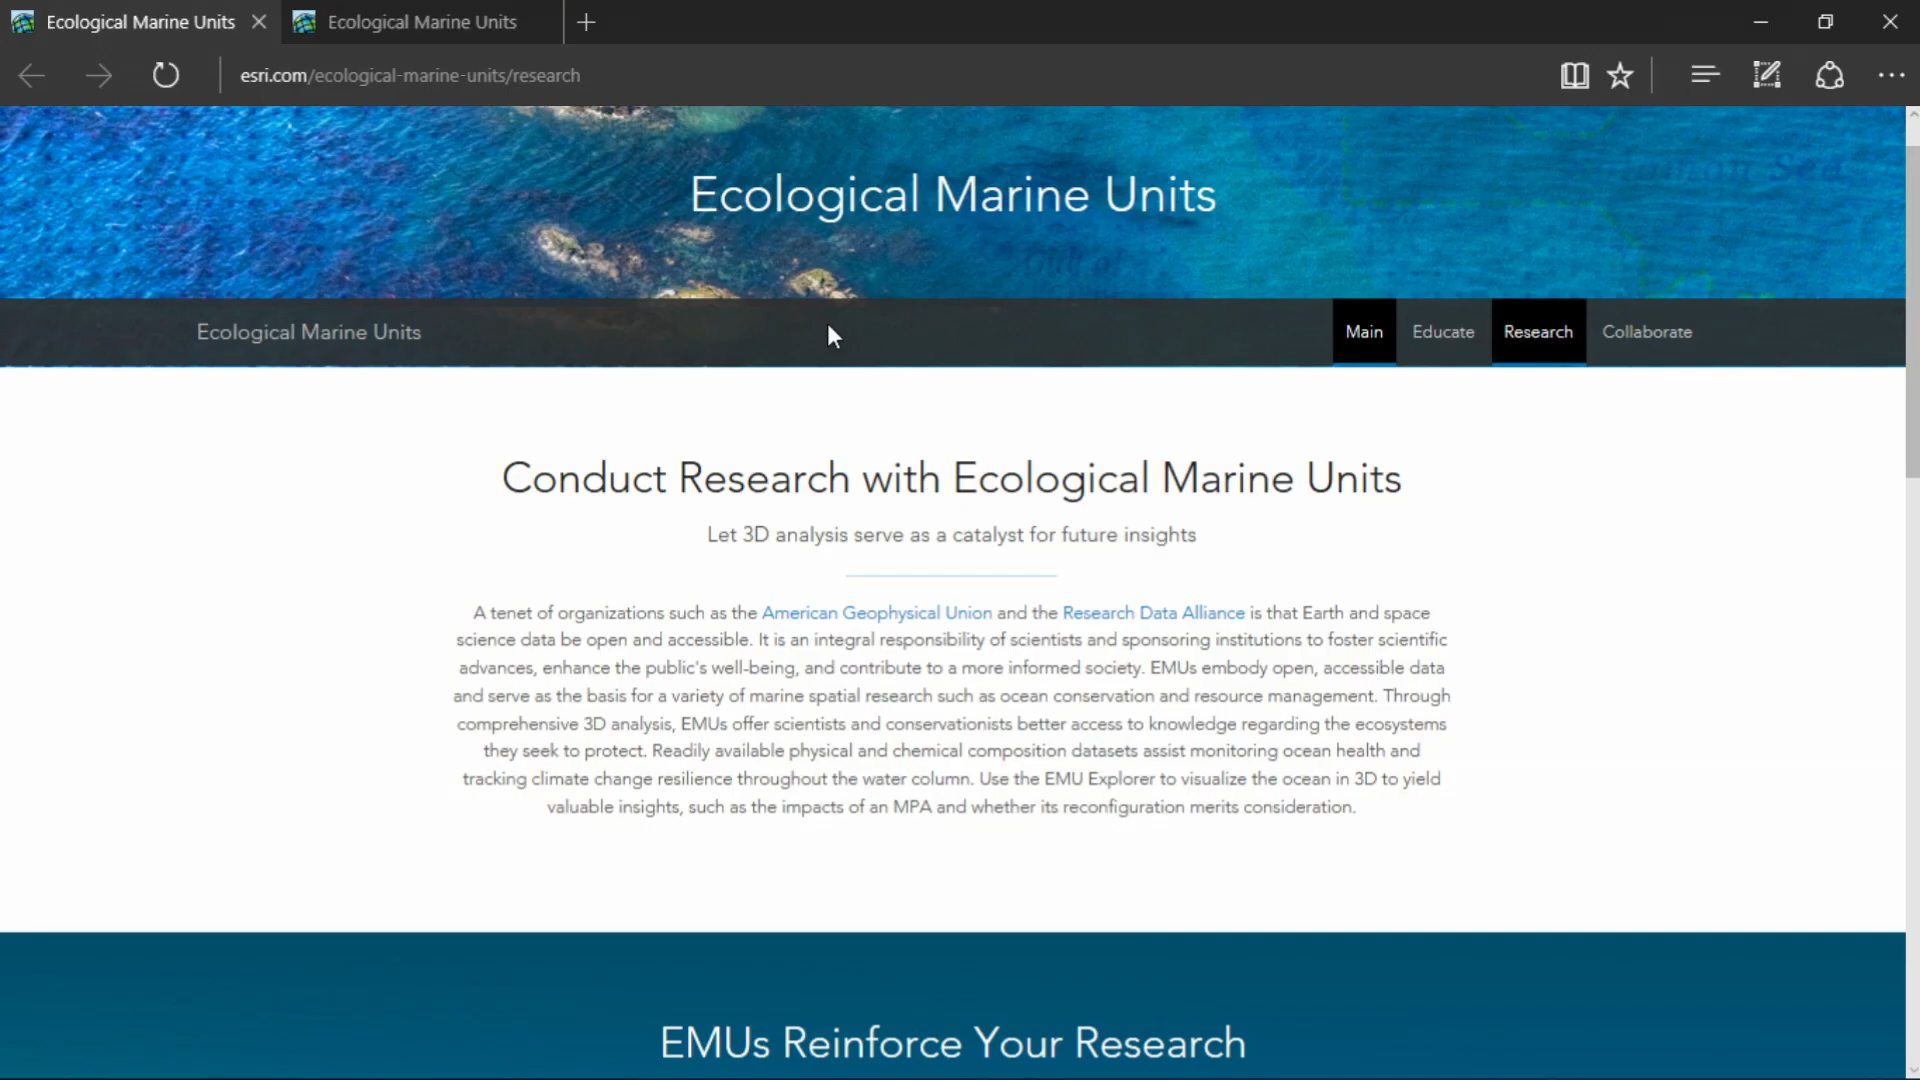 Ecological Marine Units
Ecological Marine Units
esri.com/ecological-marine-units/research
Ecological Marine Units
Gulf of
Ecological Marine Units
Main
Educate
Research
Collaborate
Conduct Research with Ecological Marine Units
Let 3D analysis serve as a catalyst for future insights
A tenet of organizations such as the American Geophysical Union and the Research Data Alliance is that Earth and space
science data be open and accessible. It is an integral responsibility of scientists and sponsoring institutions to foster scientific
advances, enhance the public's well-being, and contribute to a more informed society. EMUs embody open, accessible data
and serve as the basis for a variety of marine spatial research such as ocean conservation and resource management. Through
comprehensive 3D analysis, EMUs offer scientists and conservationists better access to knowledge regarding the ecosystems
they seek to protect. Readily available physical and chemical composition datasets assist monitoring ocean health and
tracking climate change resilience throughout the water column. Use the EMU Explorer to visualize the ocean in 3D to yield
valuable insights, such as the impacts of an MPA and whether its reconfiguration merits consideration.
EMUs Reinforce Your Research